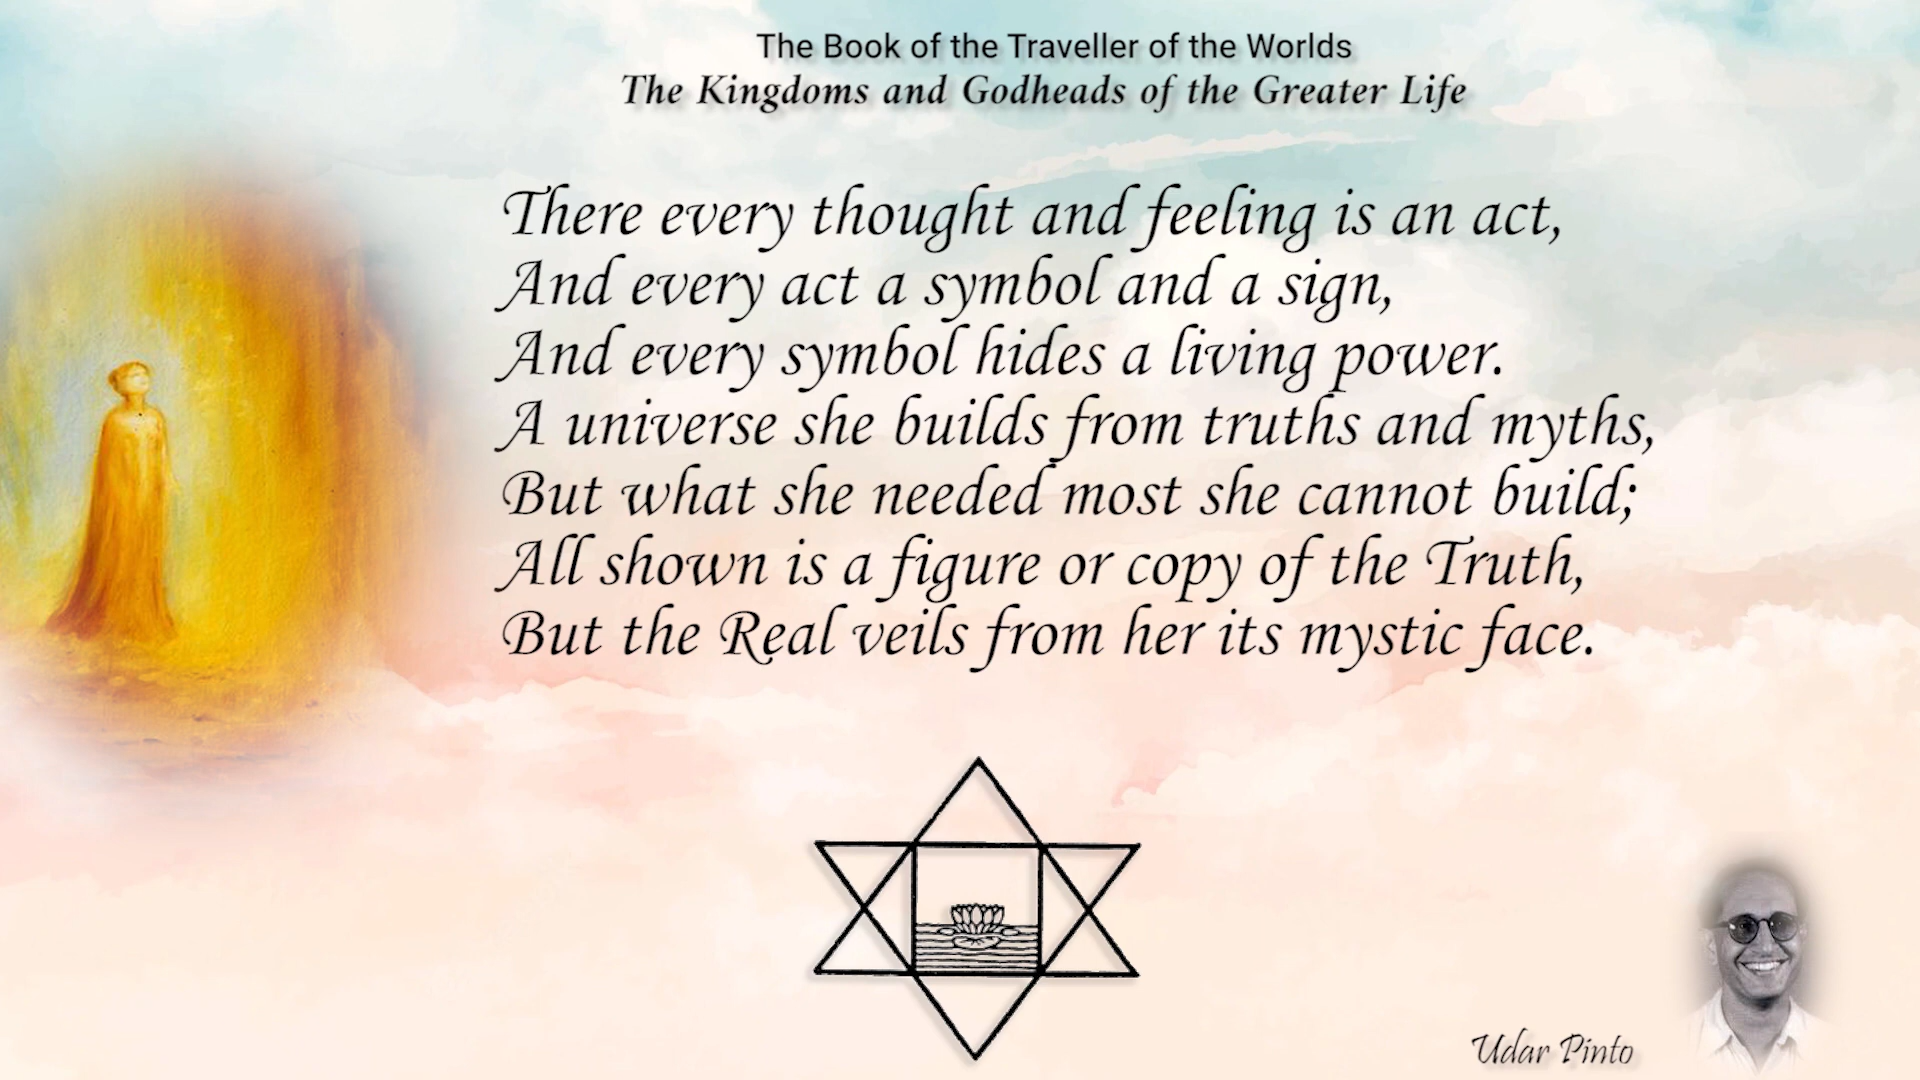 The Book of the Traveller of the Worlds
The Kingdoms and Godheads of the Greater Life
There every thought and feeling is an act,
And every act a symbol and a sign,
And every symbol hides a living power.
A universe she builds from truths and myths,
But what she needed most she cannot build;
All shown is a figure or copy of the Truth,
But the Real veils from her its mystic face.
Udar Pinto